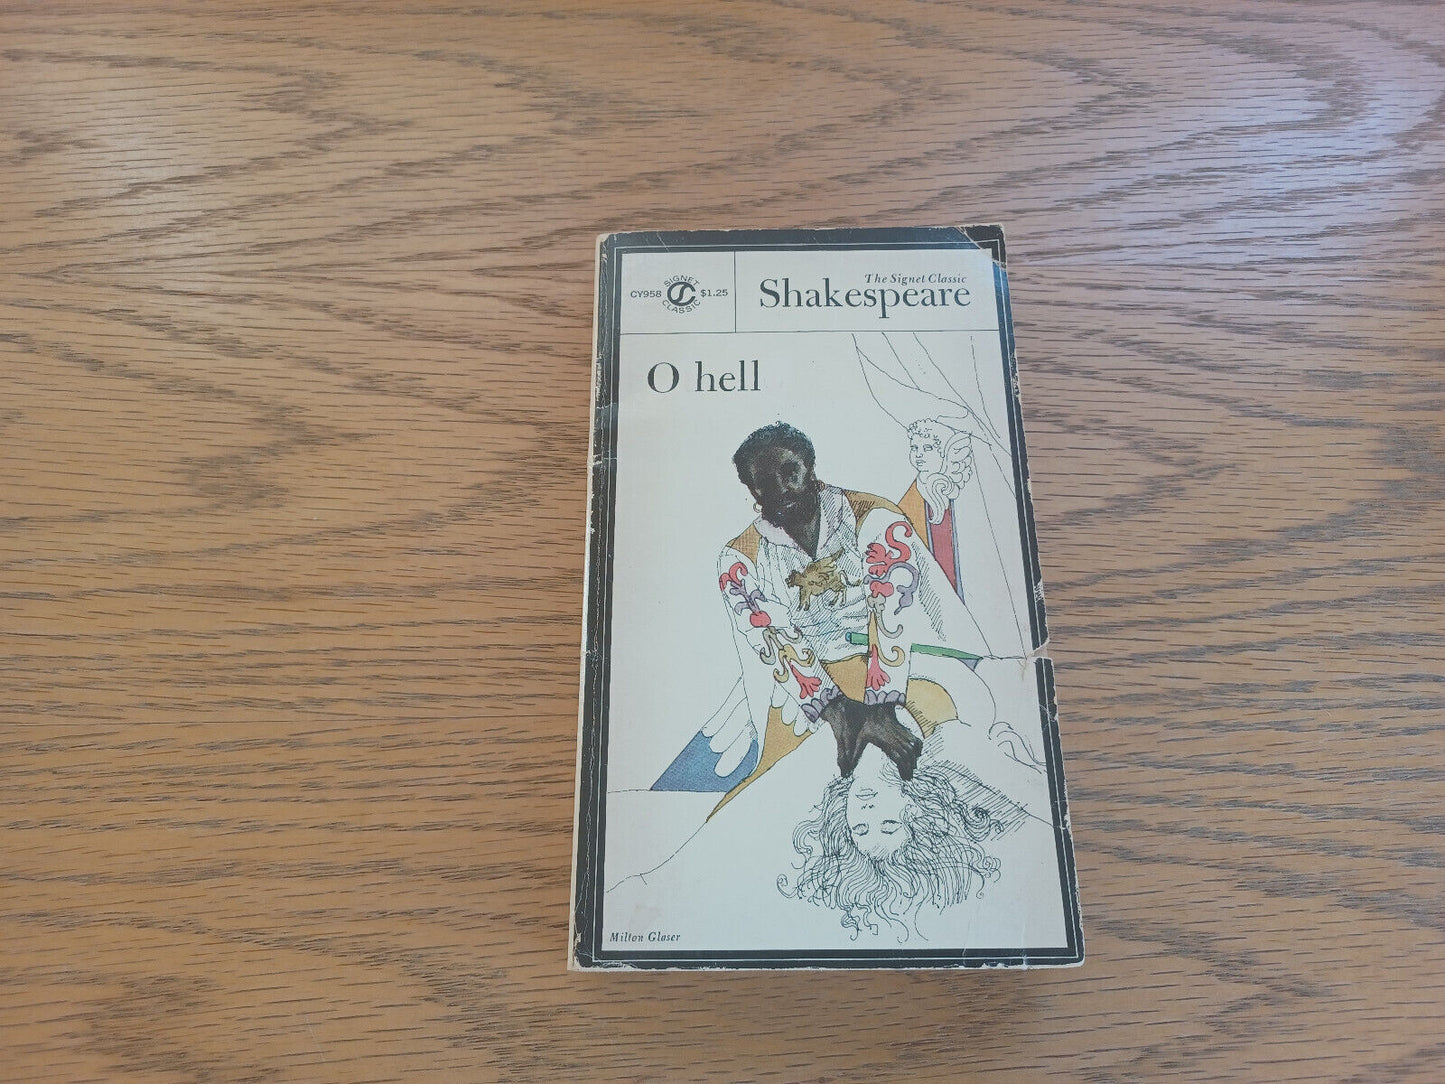 CY958 SIGNET CLASSIC $1.25
The Signet Classic
Shakespeare
O hell
Milton Glaser